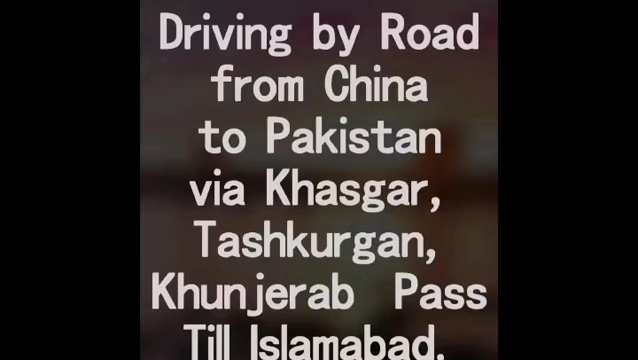 Driving by Road
from China
to Pakistan
via Khasgar,
Tashkurgan,
Khunjerab Pass
Till Islamabad.